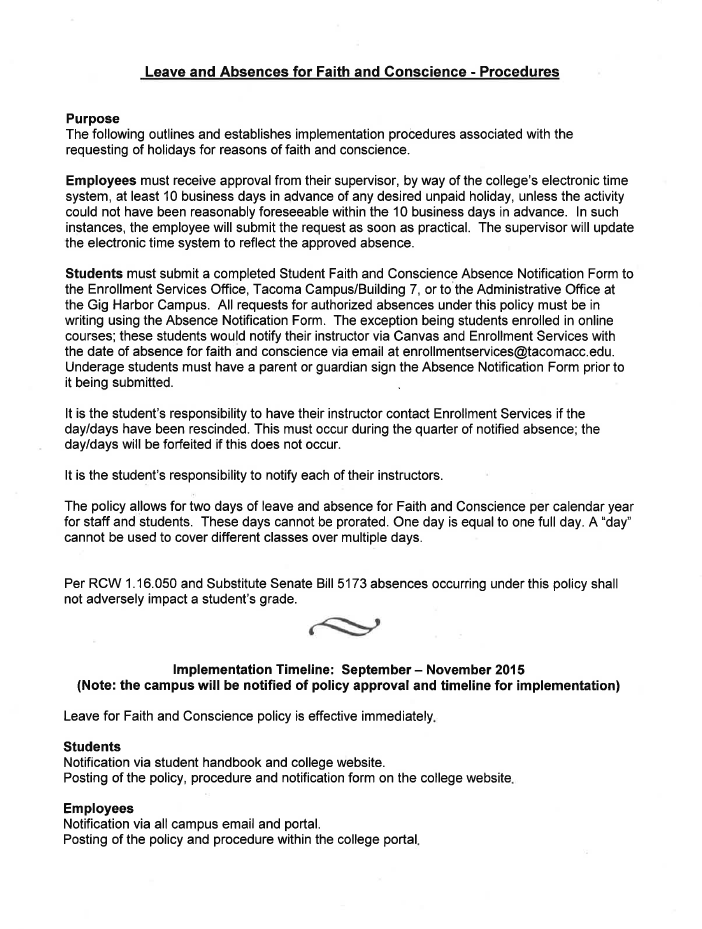 Leave and Absences for Faith and Conscience - Procedures
Purpose
The following outlines and establishes implementation procedures associated with the
requesting of holidays for reasons of faith and conscience.
Employees must receive approval from their supervisor, by way of the college's electronic time
system, at least 10 business days in advance of any desired unpaid holiday, unless the activity
could not have been reasonably foreseeable within the 10 business days in advance. In such
instances, the employee will submit the request as soon as practical. The supervisor will update
the electronic time system to reflect the approved absence.
Students must submit a completed Student Faith and Conscience Absence Notification Form to
the Enrollment Services Office, Tacoma Campus/Building 7, or to the Administrative Office at
the Gig Harbor Campus. All requests for authorized absences under this policy must be in
writing using the Absence Notification Form. The exception being students enrolled in online
courses; these students would notify their instructor via Canvas and Enrollment Services with
the date of absence for faith and conscience via email at enrollmentservices@tacomacc.edu.
Underage students must have a parent or guardian sign the Absence Notification Form prior to
it being submitted.
It is the student's responsibility to have their instructor contact Enrollment Services if the
day/days have been rescinded. This must occur during the quarter of notified absence; the
day/days will be forfeited if this does not occur.
It is the student's responsibility to notify each of their instructors.
The policy allows for two days of leave and absence for Faith and Conscience per calendar year
for staff and students. These days cannot be prorated. One day is equal to one full day. A “day”
cannot be used to cover different classes over multiple days.
Per RCW 1.16.050 and Substitute Senate Bill 5173 absences occurring under this policy shall
not adversely impact a student's grade.
Implementation Timeline: September – November 2015
(Note: the campus will be notified of policy approval and timeline for implementation)
Leave for Faith and Conscience policy is effective immediately.
Students
Notification via student handbook and college website.
Posting of the policy, procedure and notification form on the college website.
Employees
Notification via all campus email and portal.
Posting of the policy and procedure within the college portal.